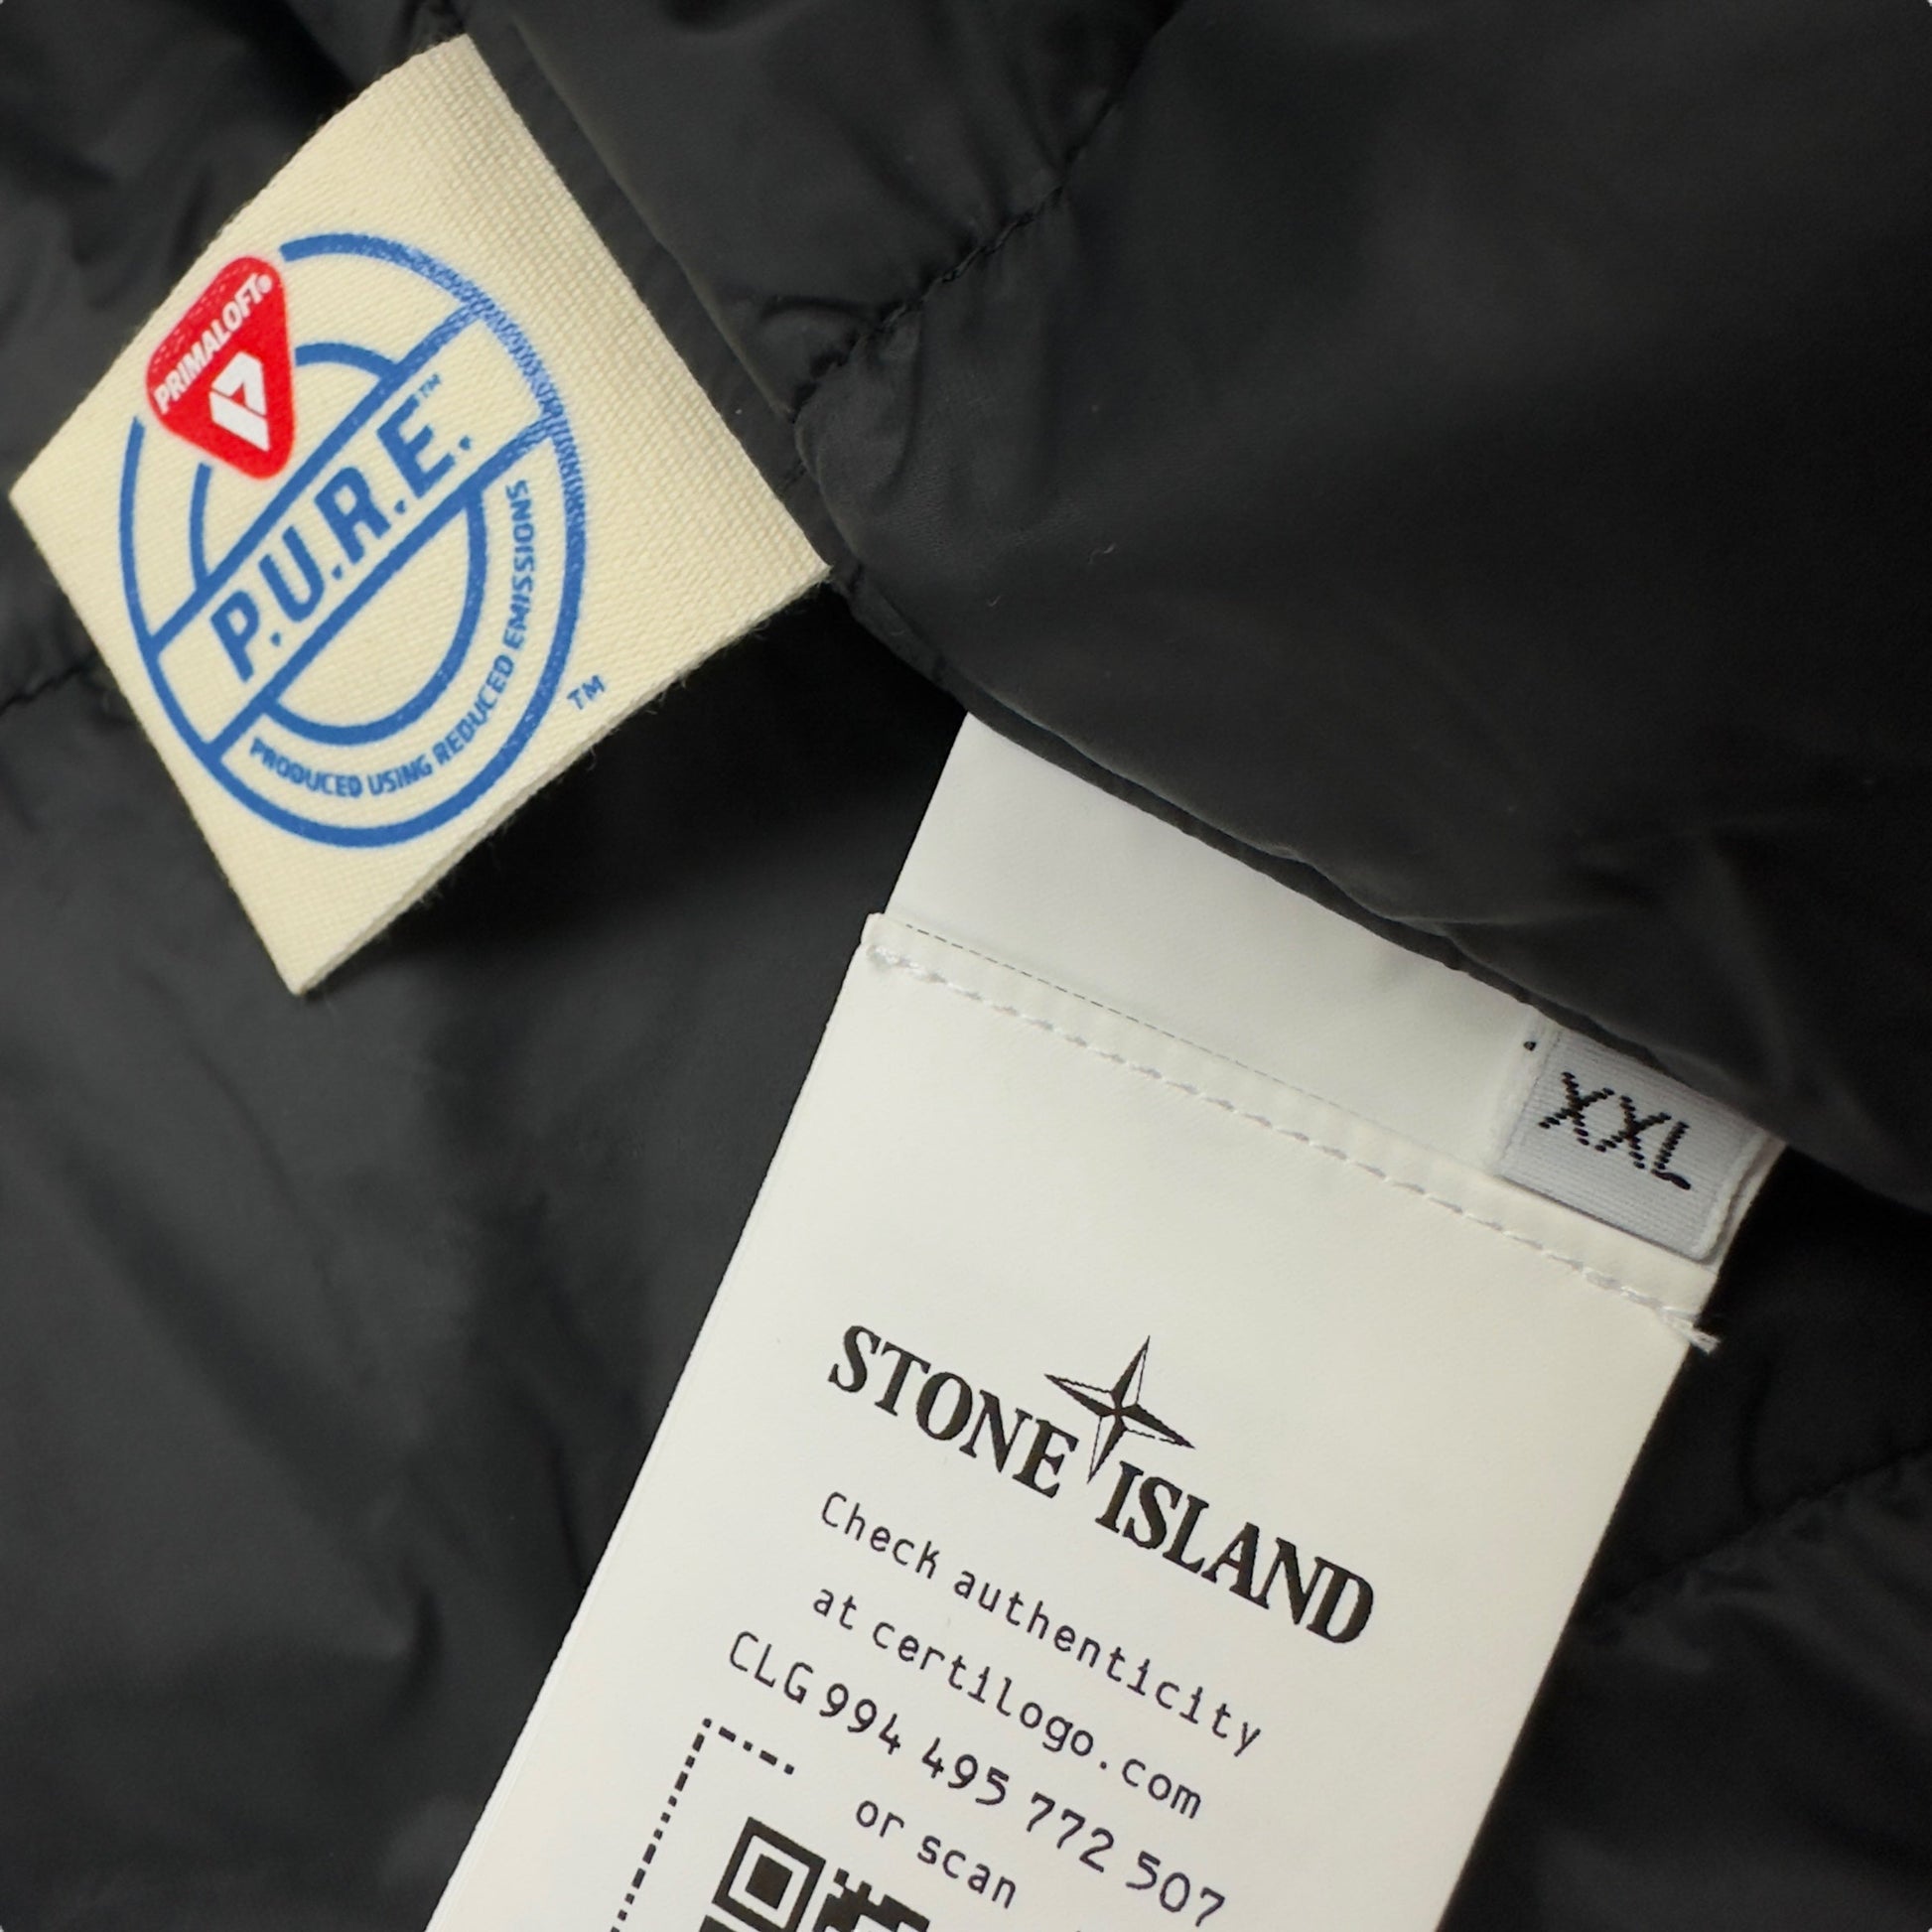 PRIMALOFT®
P.U.R.E.™
PRODUCED USING REDUCED EMISSIONS
TM
XXL
STONE ISLAND
Check authenticity
at certilogo.com
CLG 994 495 772 507
or scan